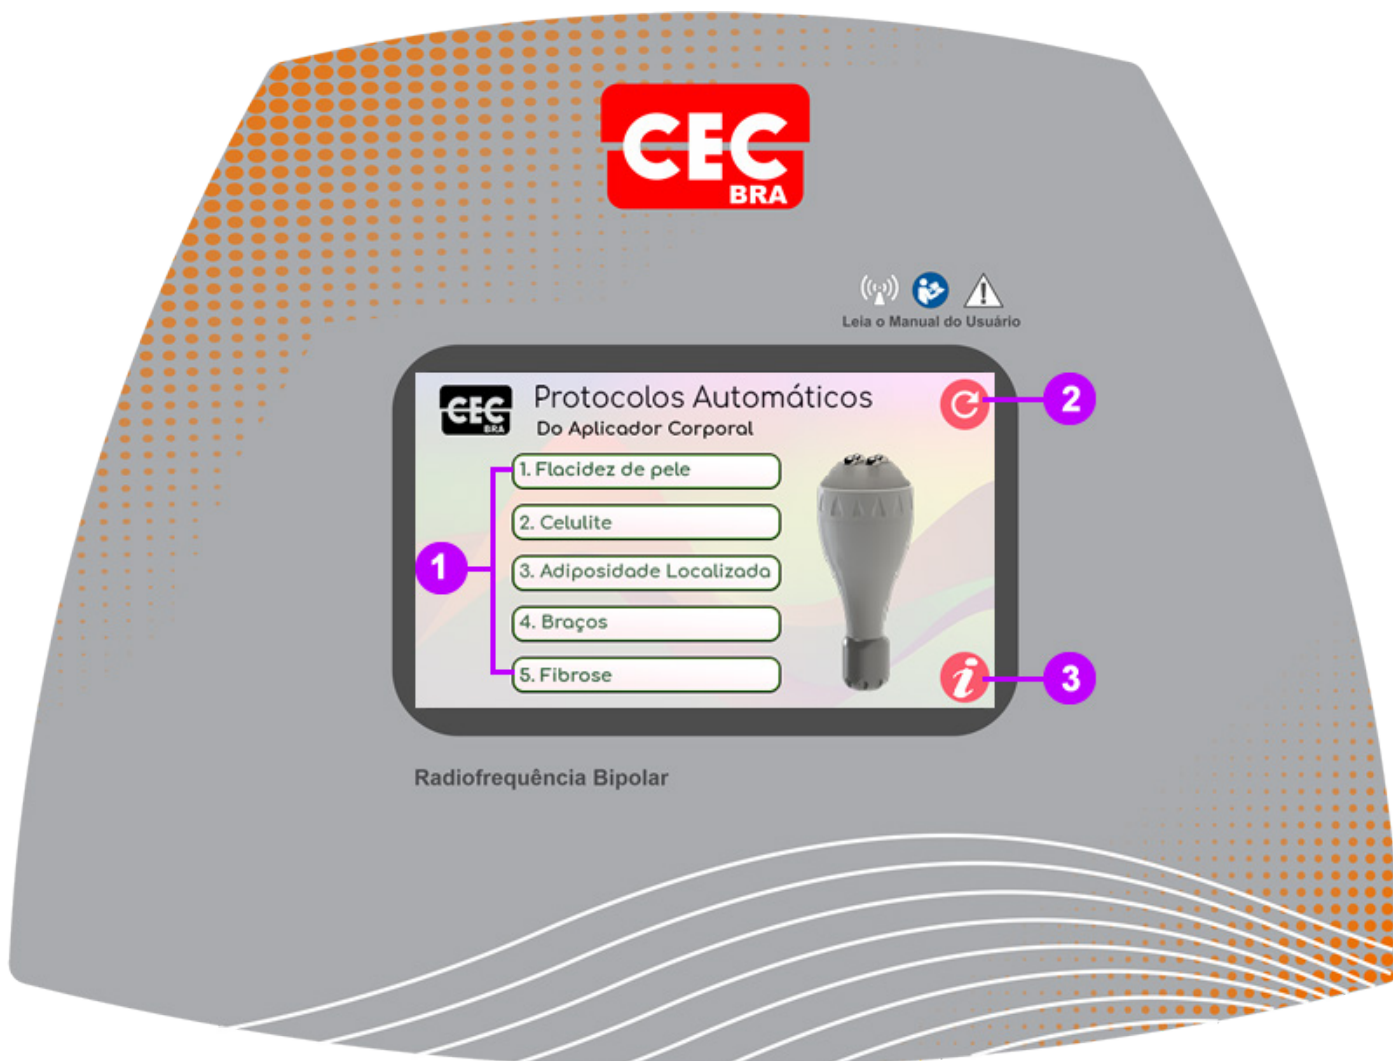 CEC
BRA
Leia o Manual do Usuário
CEC
BRA
Protocolos Automáticos
Do Aplicador Corporal
2
1. Flacidez de pele
2. Celulite
1
3. Adiposidade Localizada
4. Braços
5. Fibrose
i
3
Radiofrequência Bipolar